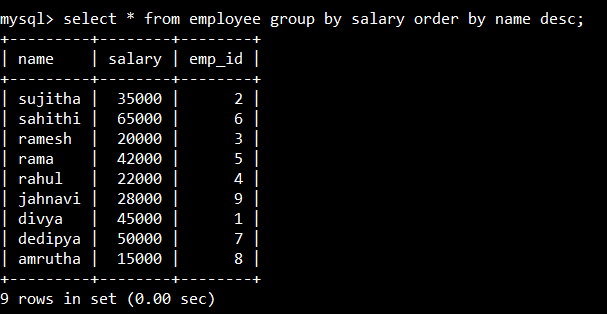 mysql> select * from employee group by salary order by name desc;
+---------+--------+--------+
| name    | salary | emp_id |
+---------+--------+--------+
| sujitha |  35000 |      2 |
| sahithi |  65000 |      6 |
| ramesh  |  20000 |      3 |
| rama    |  42000 |      5 |
| rahul   |  22000 |      4 |
| jahnavi |  28000 |      9 |
| divya   |  45000 |      1 |
| dedipya |  50000 |      7 |
| amrutha |  15000 |      8 |
+---------+--------+--------+
9 rows in set (0.00 sec)